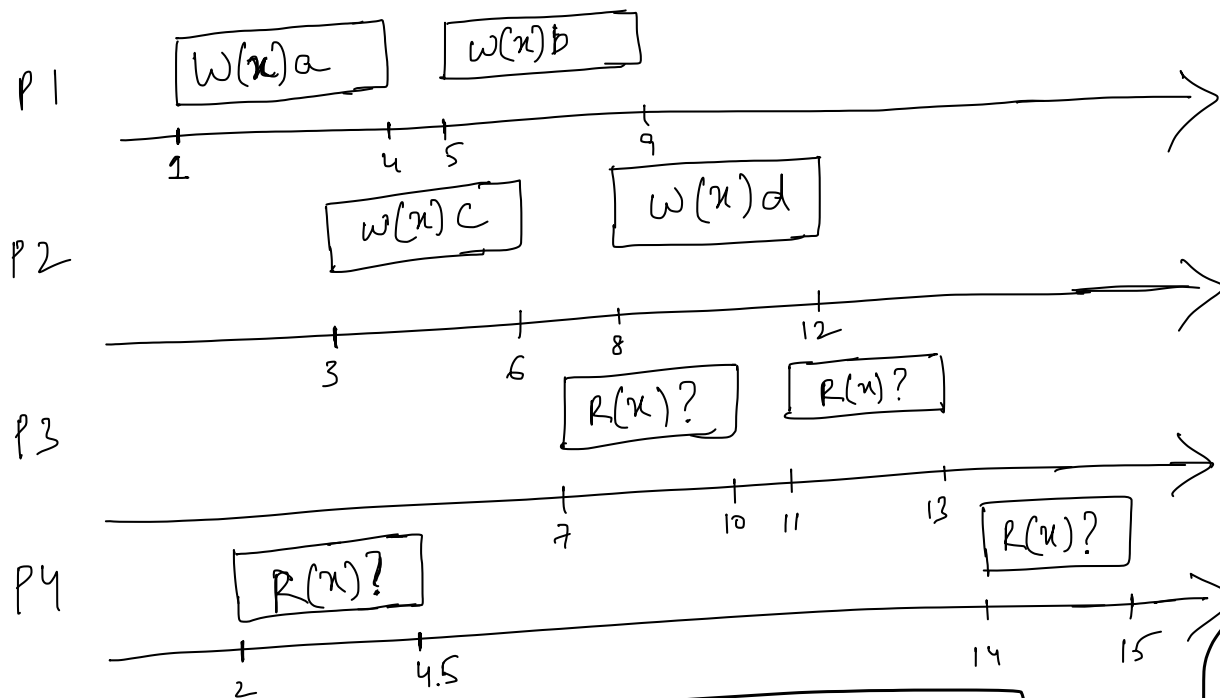 W(x)a W(x)b
P1
1 4 5 9
W(x)c W(x)d
P2
3 6 8 12
R(x)? R(x)?
P3
7 10 11 13
R(x)? R(x)?
P4
2 4.5 14 15